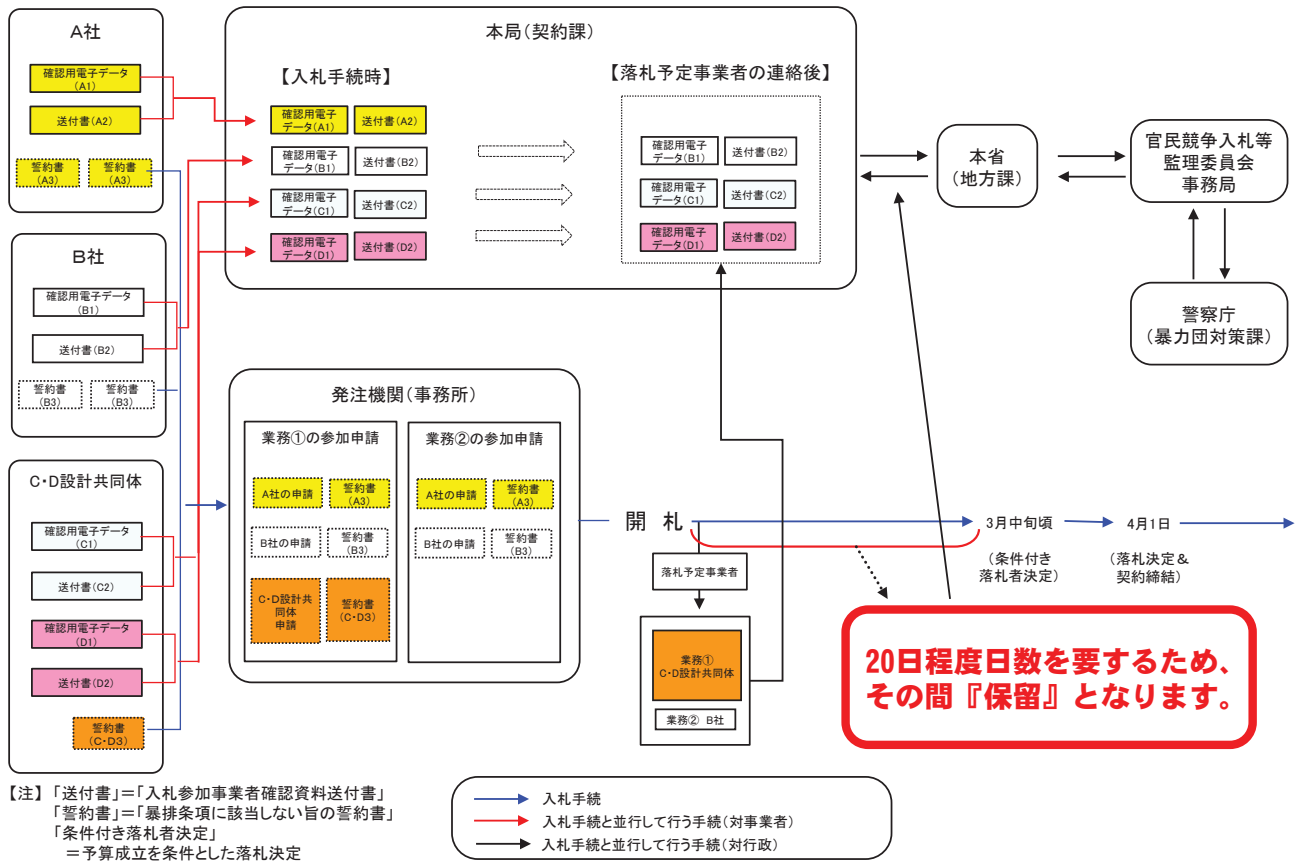 A社
確認用電子データ
(A1)
送付書(A2)
誓約書
(A3)
誓約書
(A3)
B社
確認用電子データ
(B1)
送付書(B2)
誓約書
(B3)
誓約書
(B3)
C・D設計共同体
確認用電子データ
(C1)
送付書(C2)
確認用電子データ
(D1)
送付書(D2)
誓約書
(C・D3)
本局(契約課)
【入札手続時】
確認用電子
データ(A1)
送付書(A2)
確認用電子
データ(B1)
送付書(B2)
確認用電子
データ(C1)
送付書(C2)
確認用電子
データ(D1)
送付書(D2)
【落札予定事業者の連絡後】
確認用電子
データ(B1)
送付書(B2)
確認用電子
データ(C1)
送付書(C2)
確認用電子
データ(D1)
送付書(D2)
本省
(地方課)
官民競争入札等
監理委員会
事務局
警察庁
(暴力団対策課)
発注機関(事務所)
業務①の参加申請
A社の申請
誓約書
(A3)
B社の申請
誓約書
(B3)
C・D設計共
同体
申請
誓約書
(C・D3)
業務②の参加申請
A社の申請
誓約書
(A3)
B社の申請
誓約書
(B3)
開 札
落札予定事業者
業務①
C・D設計共同体
業務② B社
3月中旬頃
(条件付き
落札者決定)
4月1日
(落札決定&
契約締結)
20日程度日数を要するため、
その間『保留』となります。
【注】「送付書」=「入札参加事業者確認資料送付書」
「誓約書」=「暴排条項に該当しない旨の誓約書」
「条件付き落札者決定」
=予算成立を条件とした落札決定
入札手続
入札手続と並行して行う手続(対事業者)
入札手続と並行して行う手続(対行政)